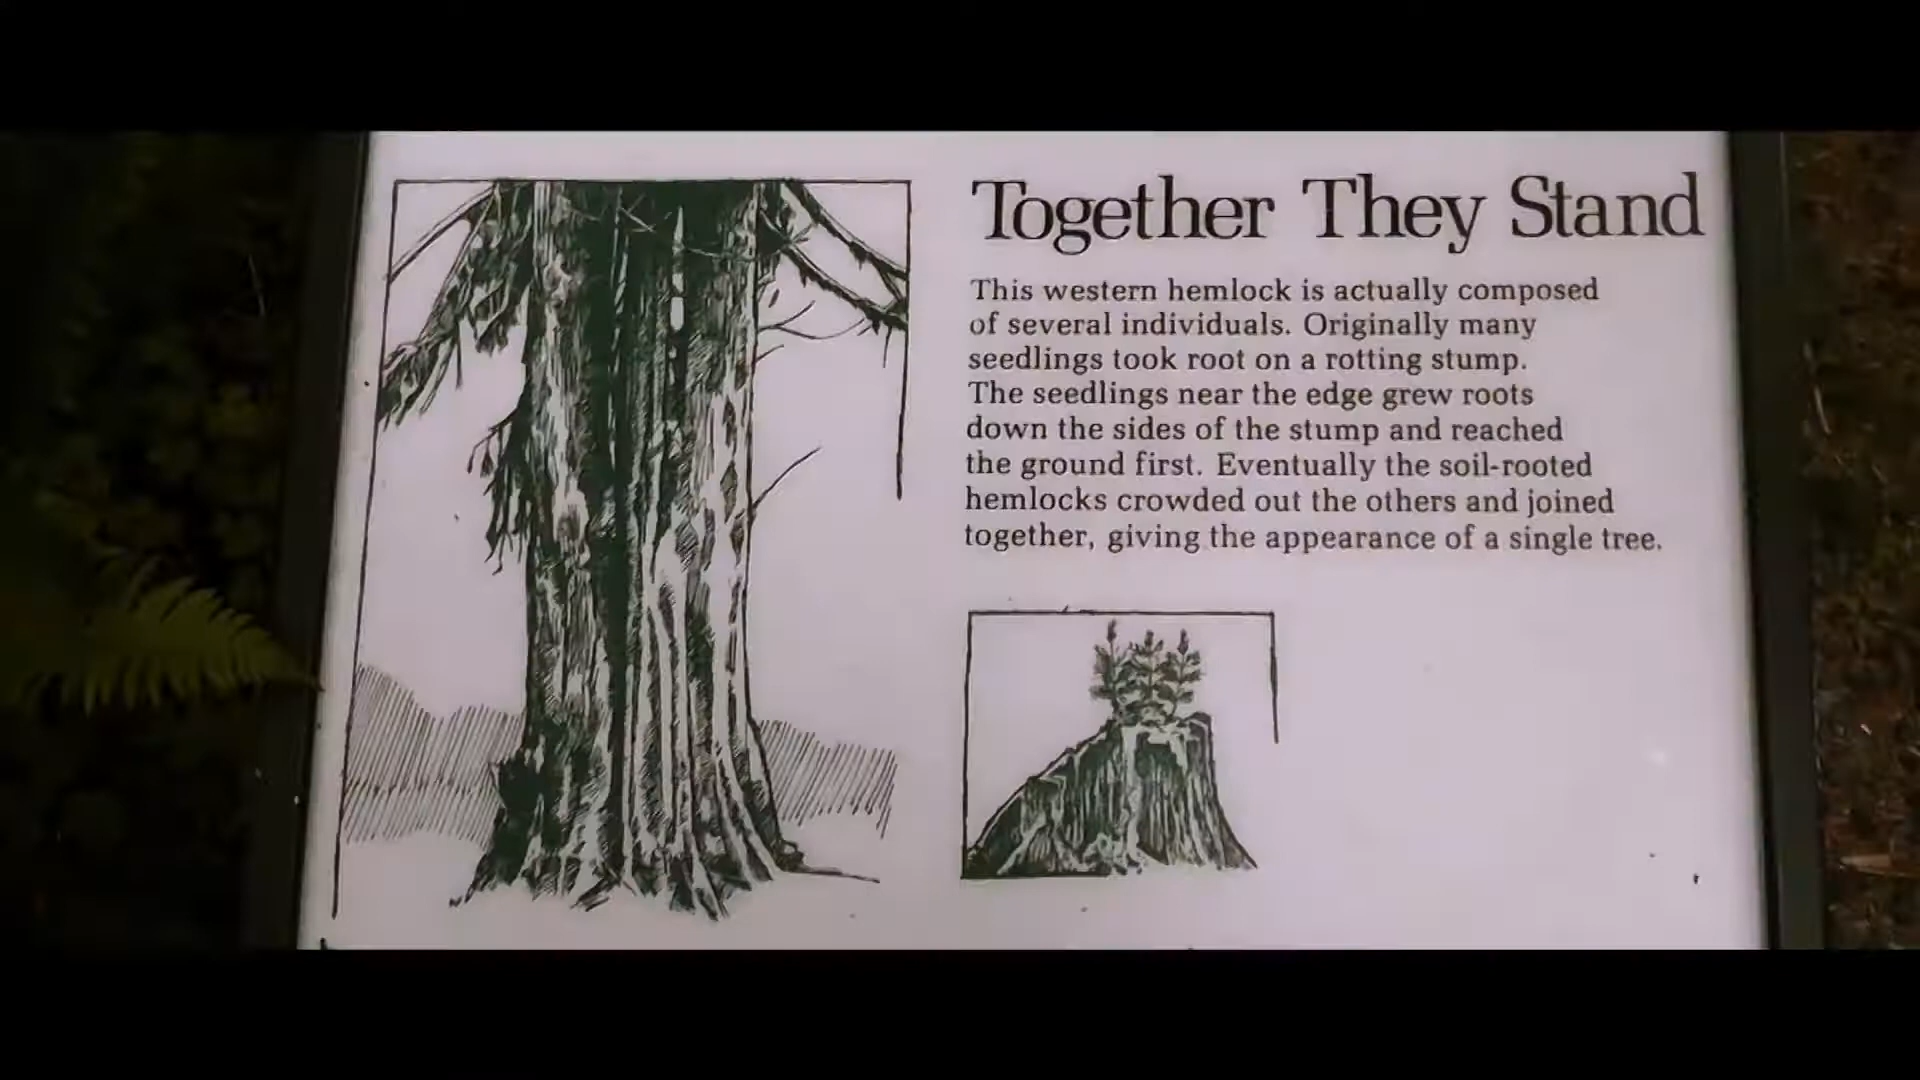 Together They Stand
This western hemlock is actually composed
of several individuals. Originally many
seedlings took root on a rotting stump.
The seedlings near the edge grew roots
down the sides of the stump and reached
the ground first. Eventually the soil-rooted
hemlocks crowded out the others and joined
together, giving the appearance of a single tree.